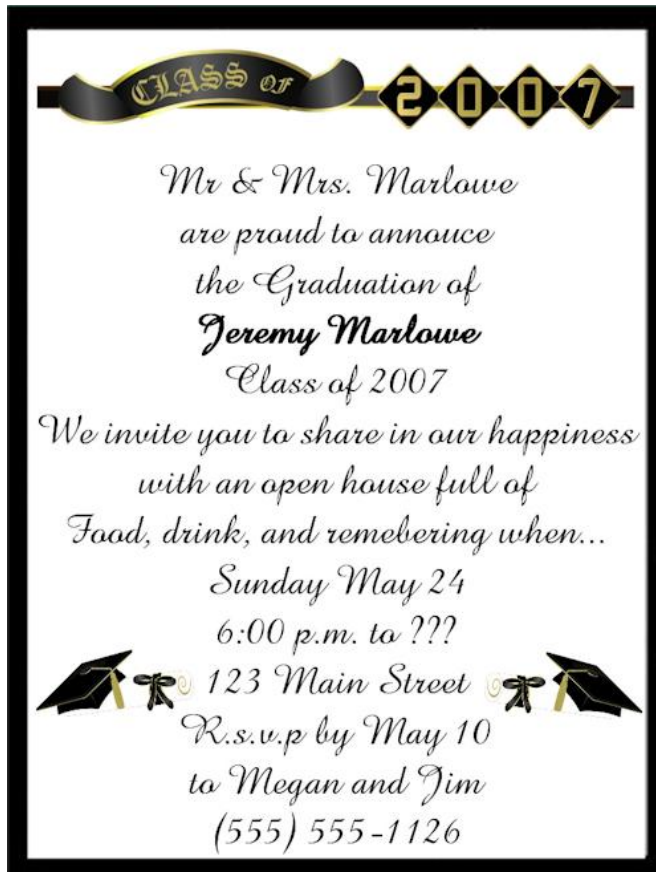 CLASS OF 2007
Mr & Mrs. Marlowe
are proud to annouce
the Graduation of
Jeremy Marlowe
Class of 2007
We invite you to share in our happiness
with an open house full of
Food, drink, and remebering when...
Sunday May 24
6:00 p.m. to ???
123 Main Street
R.s.v.p by May 10
to Megan and Jim
(555) 555-1126